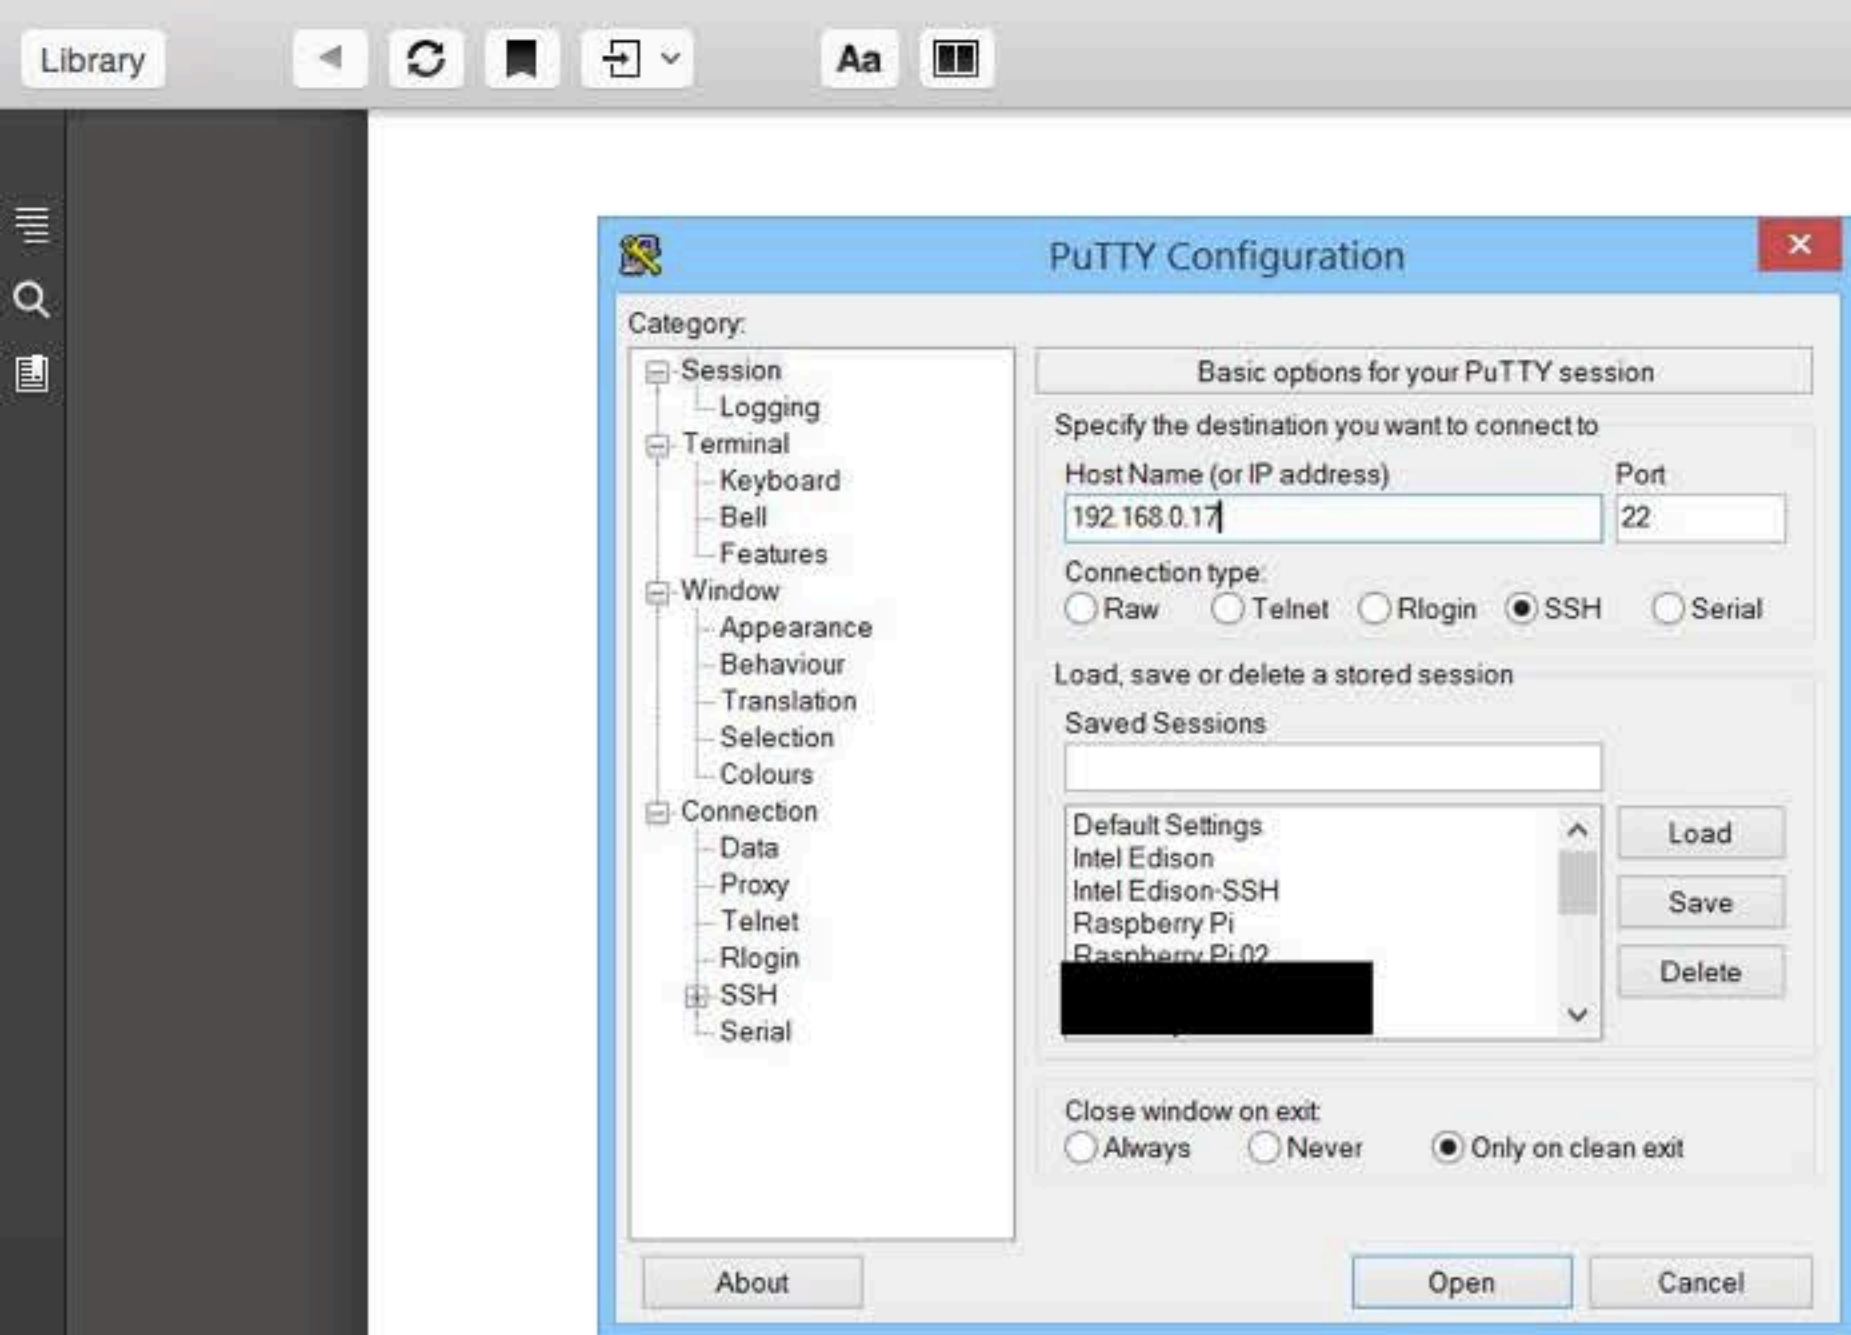 Library
Aa
PuTTY Configuration
Category:
Session
Logging
Terminal
Keyboard
Bell
Features
Window
Appearance
Behaviour
Translation
Selection
Colours
Connection
Data
Proxy
Telnet
Rlogin
SSH
Serial
Basic options for your PuTTY session
Specify the destination you want to connect to
Host Name (or IP address) Port
192.168.0.17 22
Connection type:
Raw Telnet Rlogin SSH Serial
Load, save or delete a stored session
Saved Sessions
Default Settings
Intel Edison
Intel Edison-SSH
Raspberry Pi
Raspberry Pi 02
Load
Save
Delete
Close window on exit:
Always Never Only on clean exit
About Open Cancel